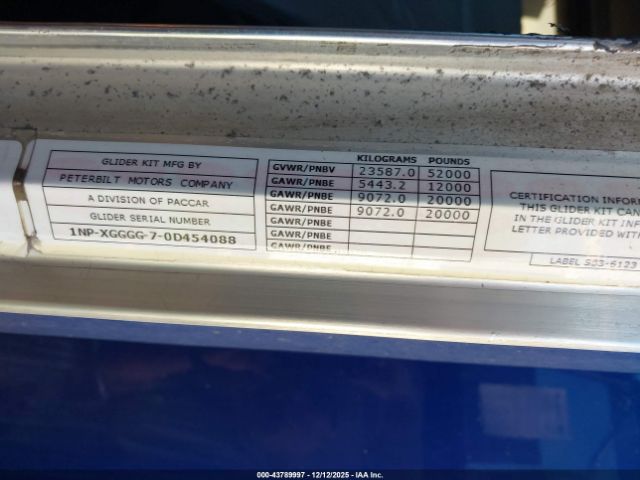 GLIDER KIT MFG BY
PETERBILT MOTORS COMPANY
A DIVISION OF PACCAR
GLIDER SERIAL NUMBER
1NP-XGGGG-7-0D454088
KILOGRAMS POUNDS
GVWR/PNBV 23587.0 52000
GAWR/PNBE 5443.2 12000
GAWR/PNBE 9072.0 20000
GAWR/PNBE 9072.0 20000
GAWR/PNBE
GAWR/PNBE
CERTIFICATION INFOR
THIS GLIDER KIT CAN
IN THE GLIDER KIT INF
LETTER PROVIDED WIT
LABEL S23-6123
000-43789997 - 12/12/2025 - IAA Inc.